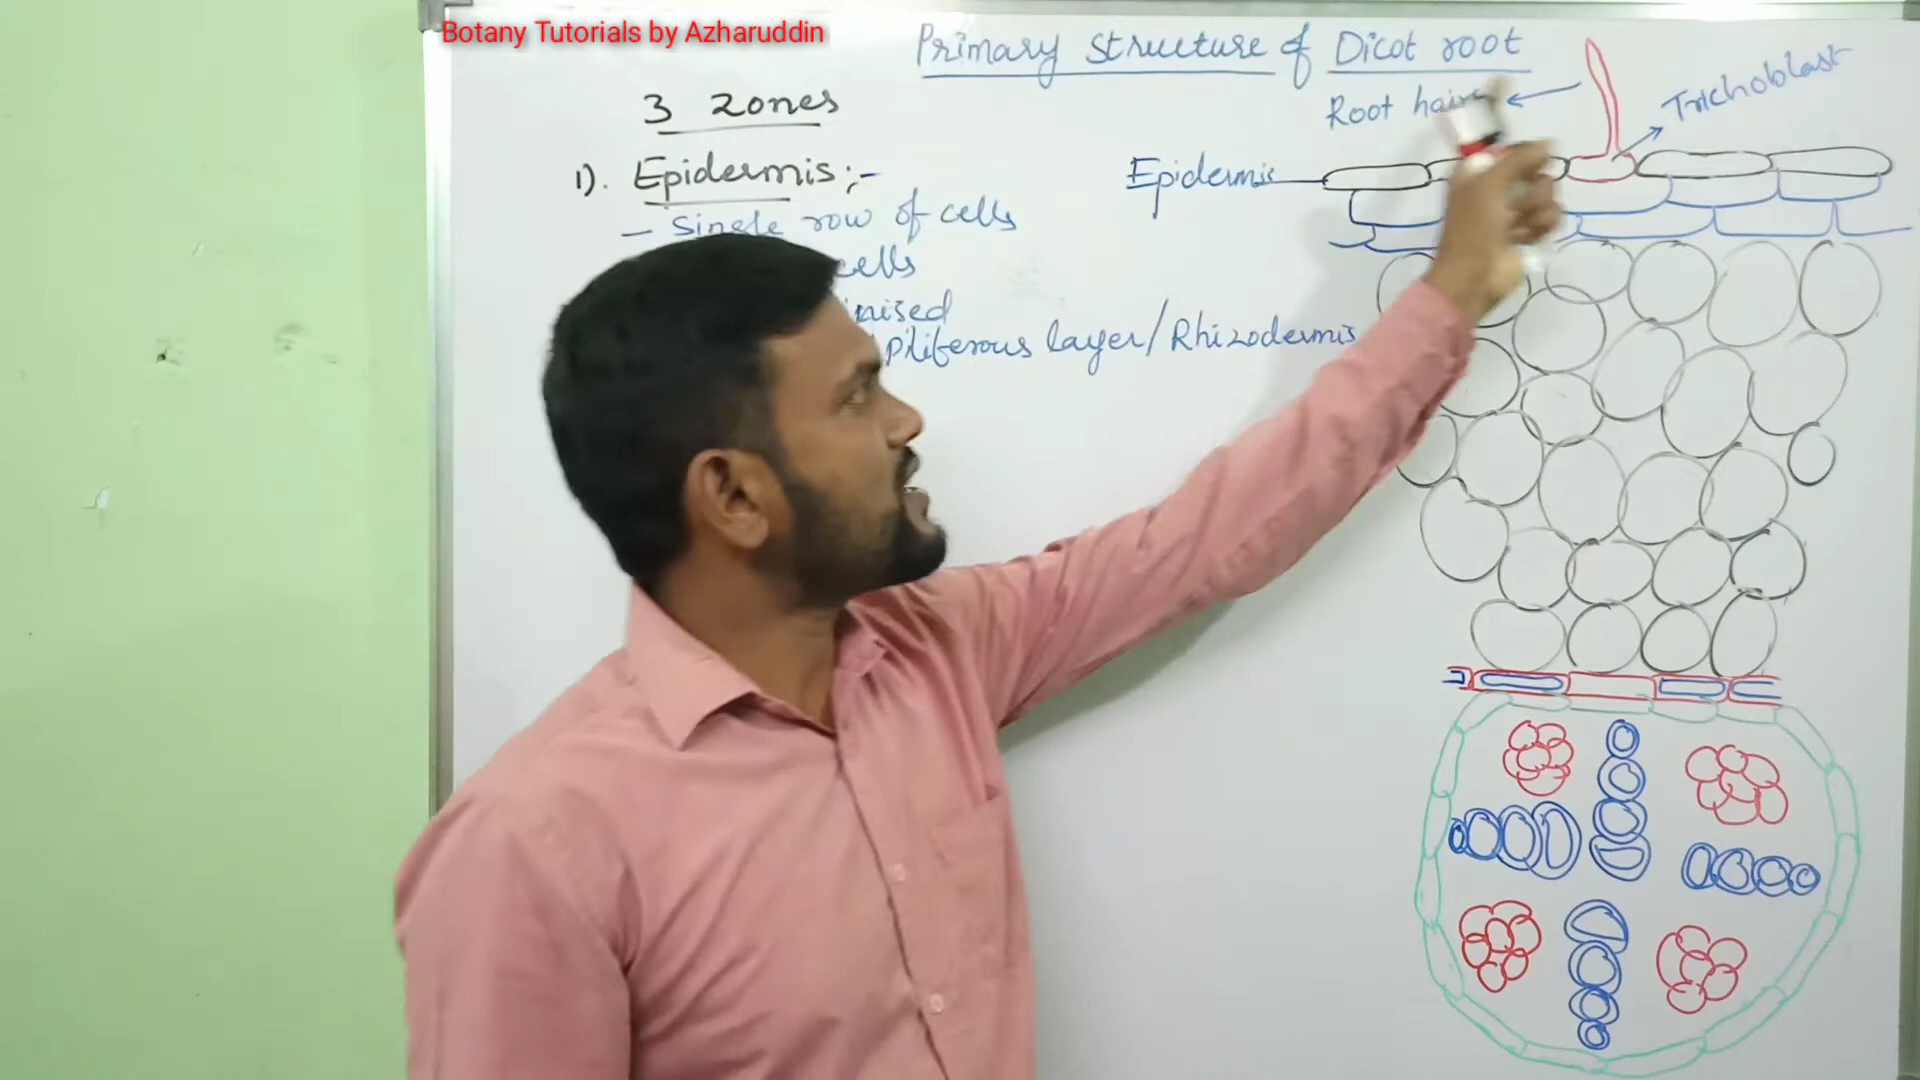 Botany Tutorials by Azharuddin
Primary structure of Dicot root
3 zones
Root hairs
Trichoblast
1). Epidermis :-
Epidermis
— single row of cells
cells
piliferous layer/Rhizodermis